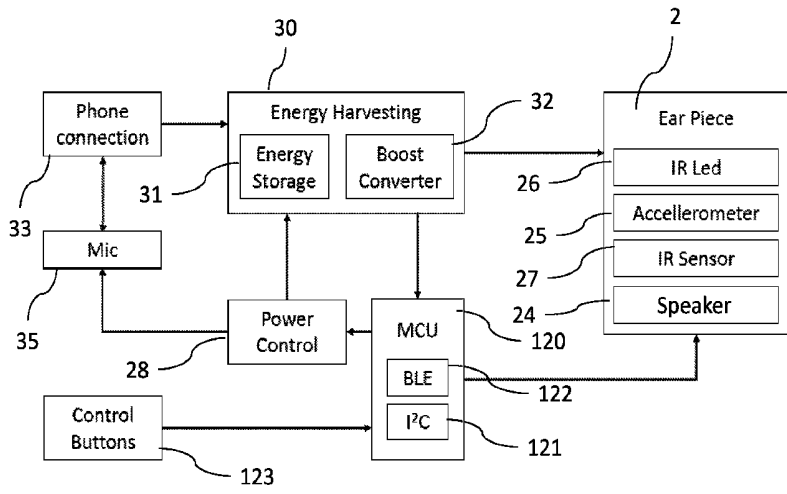 30
2
32
Phone
connection
Energy Harvesting
Energy
Storage
Boost
Converter
Ear Piece
IR Led
26
31
Accellerometer
25
33
Mic
IR Sensor
27
35
Power
Control
MCU
120
Speaker
24
28
BLE
122
Control
Buttons
I²C
121
123